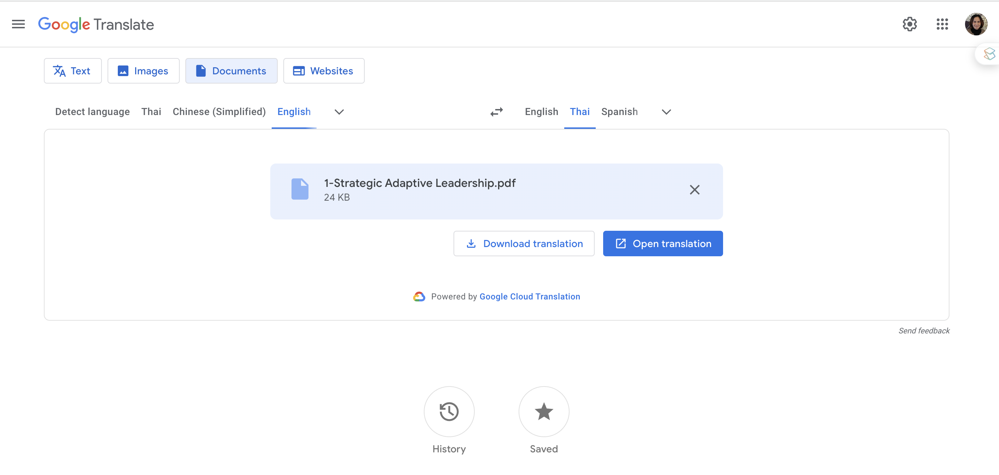 Google Translate
Text Images Documents Websites
Detect language Thai Chinese (Simplified) English English Thai Spanish
1-Strategic Adaptive Leadership.pdf
24 KB
Download translation Open translation
Powered by Google Cloud Translation
Send feedback
History Saved